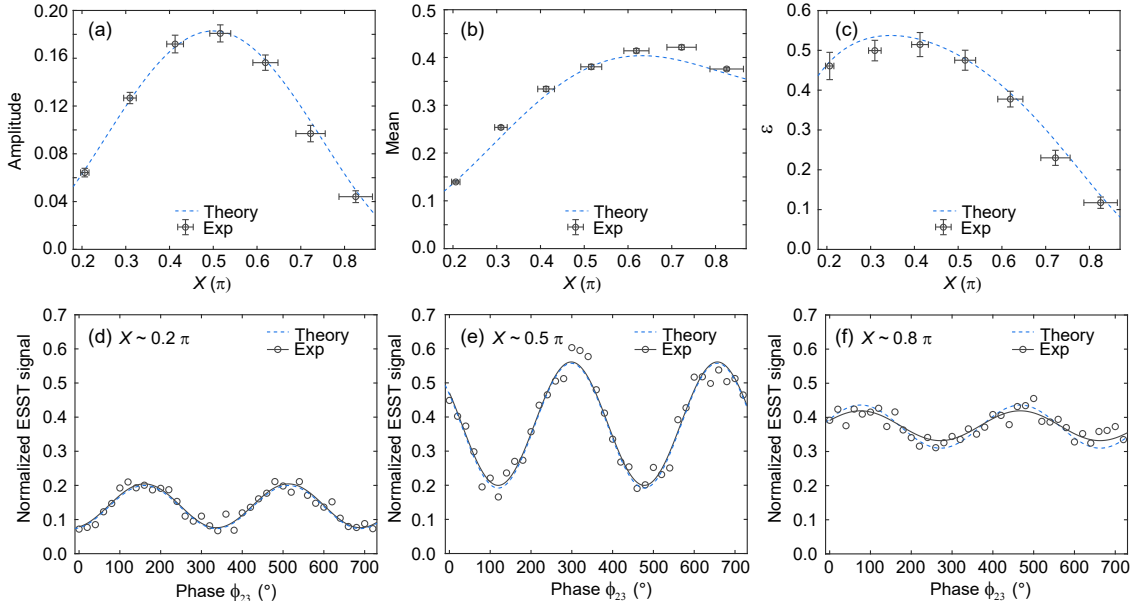 (a)
Amplitude
0.20
0.16
0.12
0.08
0.04
0.00
Theory
Exp
0.2 0.3 0.4 0.5 0.6 0.7 0.8
X (π)
(b)
Mean
0.5
0.4
0.3
0.2
0.1
0.0
Theory
Exp
0.2 0.3 0.4 0.5 0.6 0.7 0.8
X (π)
(c)
ε
0.6
0.5
0.4
0.3
0.2
0.1
0.0
Theory
Exp
0.2 0.3 0.4 0.5 0.6 0.7 0.8
X (π)
(d) X ~ 0.2 π
Normalized ESST signal
0.7
0.6
0.5
0.4
0.3
0.2
0.1
0.0
Theory
Exp
0 100 200 300 400 500 600 700
Phase ϕ23 (°)
(e) X ~ 0.5 π
Normalized ESST signal
0.7
0.6
0.5
0.4
0.3
0.2
0.1
0.0
Theory
Exp
0 100 200 300 400 500 600 700
Phase ϕ23 (°)
(f) X ~ 0.8 π
Normalized ESST signal
0.7
0.6
0.5
0.4
0.3
0.2
0.1
0.0
Theory
Exp
0 100 200 300 400 500 600 700
Phase ϕ23 (°)